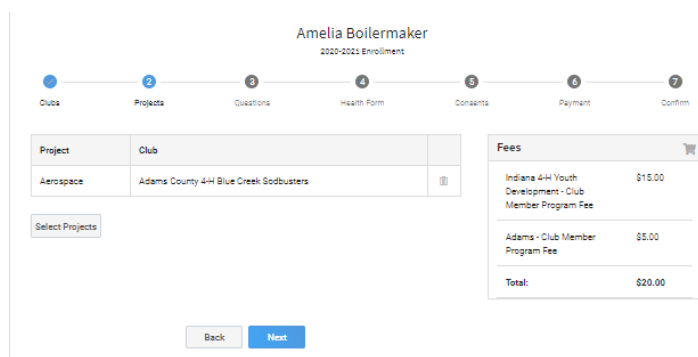 Amelia Boilermaker
2020-2021 Enrollment
2 3 4 5 6 7
Clubs Projects Questions Health Form Consents Payment Confirm
Project Club
Aerospace Adams County 4-H Blue Creek Sodbusters
Select Projects
Fees
Indiana 4-H Youth $15.00
Development - Club
Member Program Fee
Adams - Club Member $5.00
Program Fee
Total: $20.00
Back Next